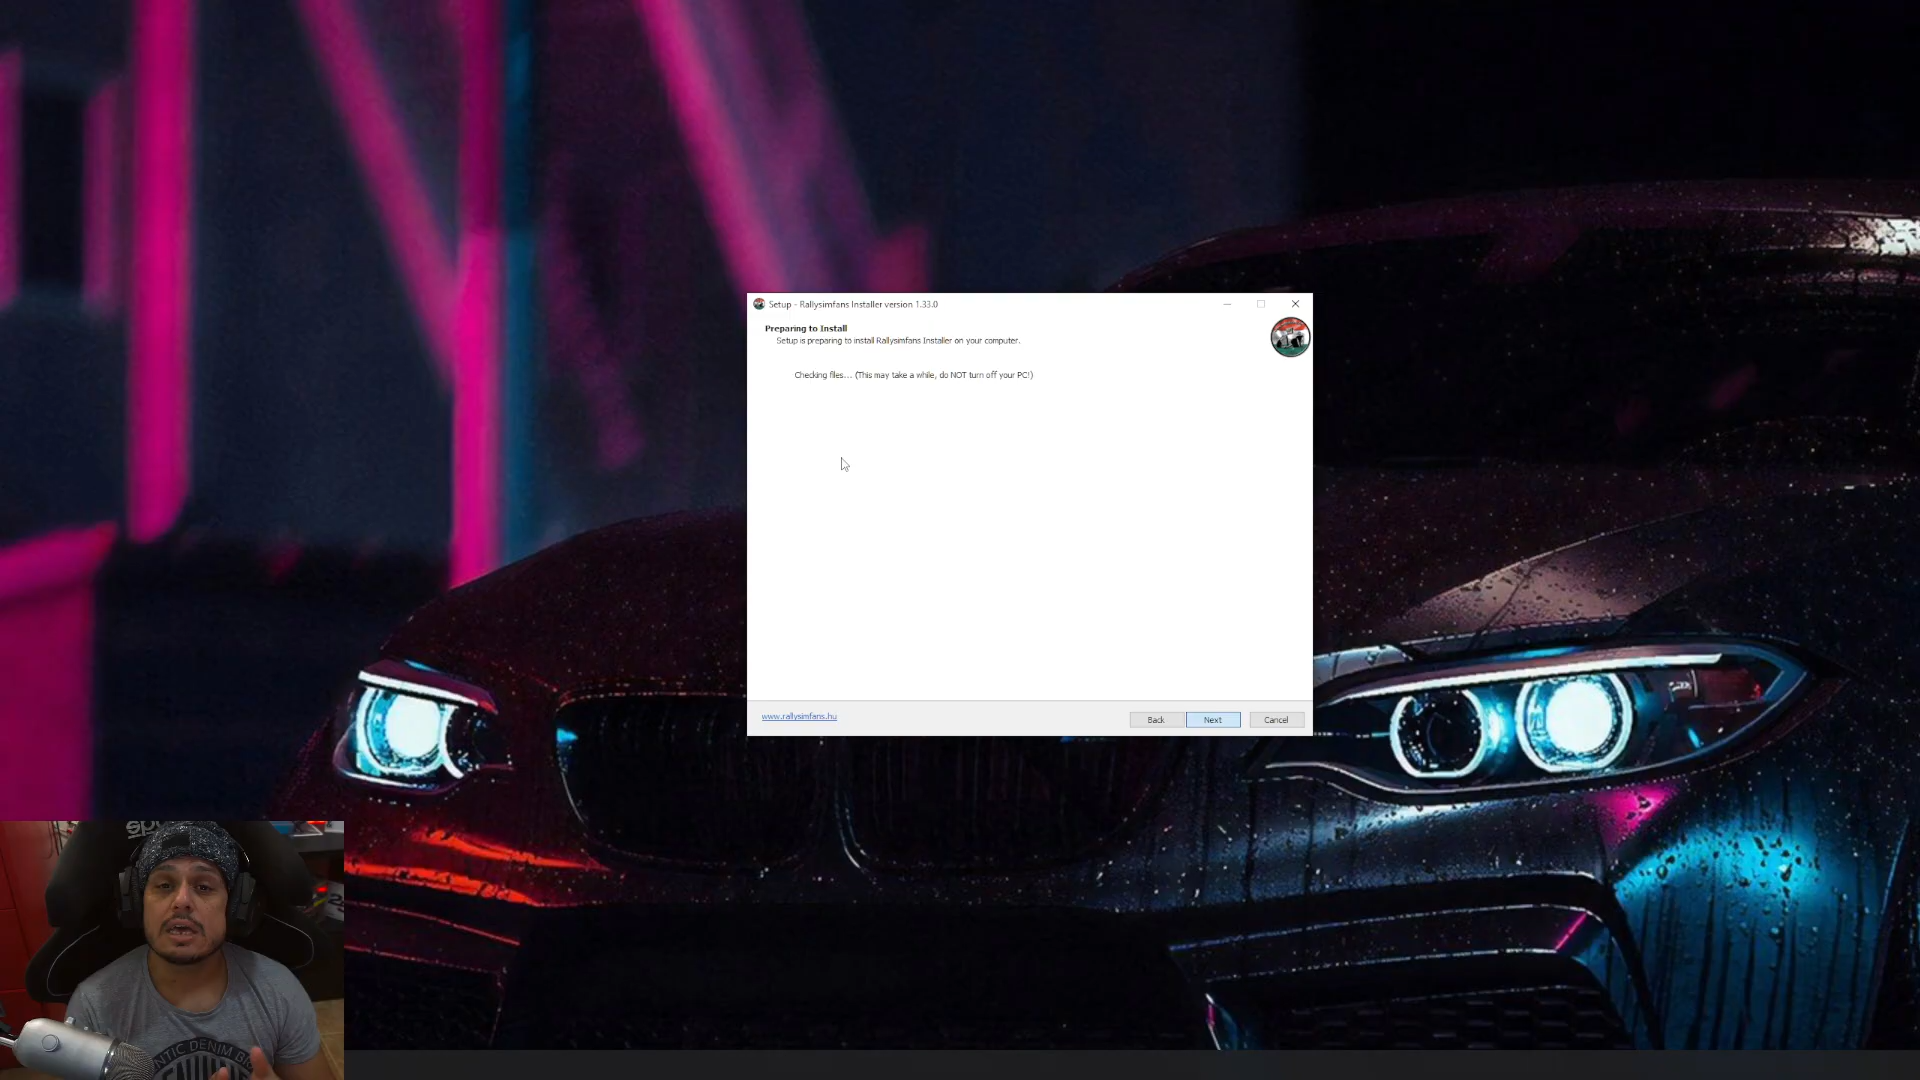 Setup - Rallysimfans Installer version 1.33.0
Preparing to Install
Setup is preparing to install Rallysimfans Installer on your computer.
Checking files... (This may take a while, do NOT turn off your PC!)
www.rallysimfans.hu
Back
Next
Cancel
NTIC DENIM